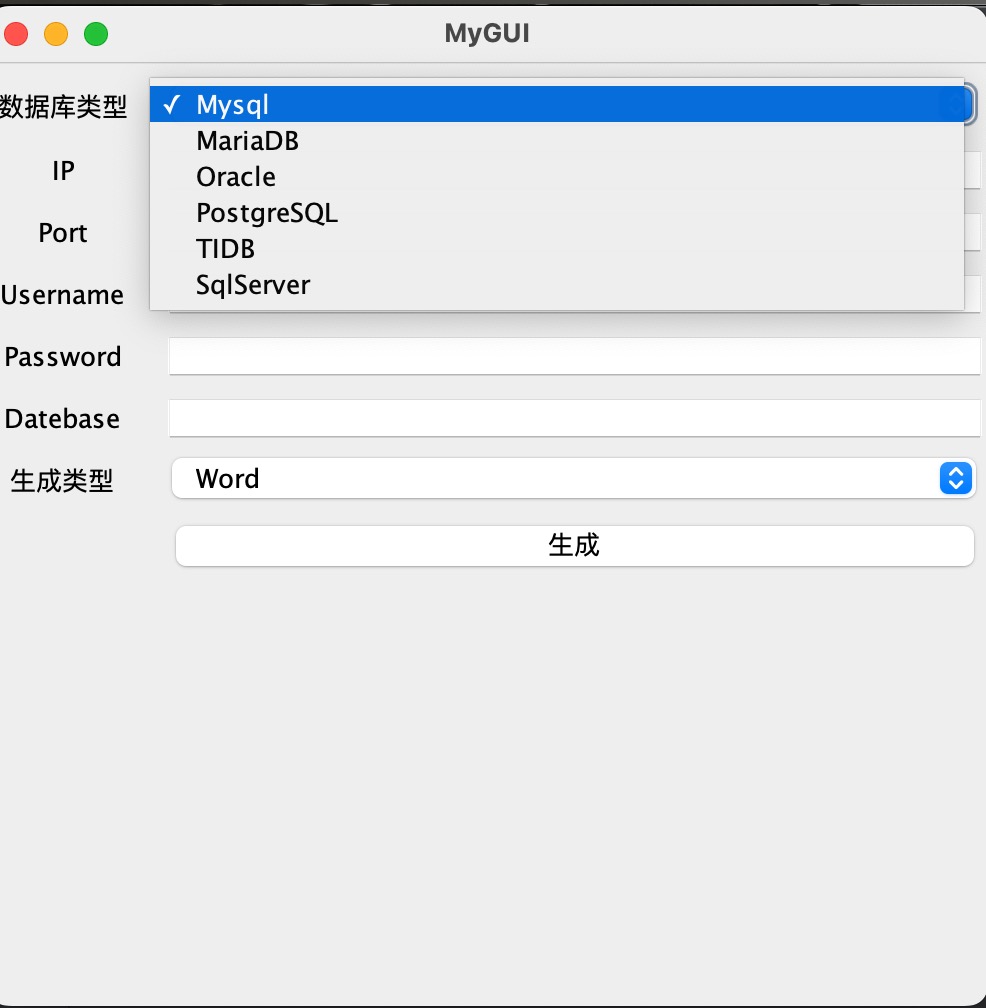 MyGUI
数据库类型
✓ Mysql
MariaDB
Oracle
PostgreSQL
TIDB
SqlServer
IP
Port
Username
Password
Datebase
生成类型
Word
生成